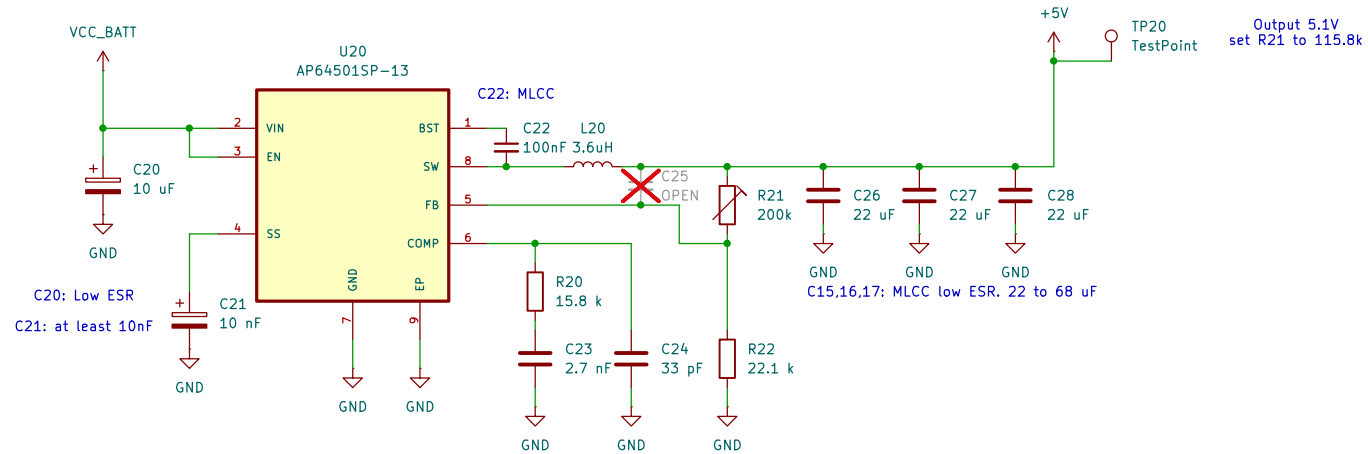 +5V
TP20
TestPoint
Output 5.1V
set R21 to 115.8k
VCC_BATT
U20
AP64501SP-13
C22: MLCC
2
VIN
BST
1
C22
100nF
L20
3.6uH
3
EN
SW
8
C20
10 uF
C25
OPEN
R21
200k
C26
22 uF
C27
22 uF
C28
22 uF
FB
5
4
SS
COMP
6
GND
GND
EP
GND
GND
GND
C15,16,17: MLCC low ESR. 22 to 68 uF
C20: Low ESR
C21: at least 10nF
C21
10 nF
7
9
R20
15.8 k
C23
2.7 nF
C24
33 pF
R22
22.1 k
GND
GND
GND
GND
GND
GND